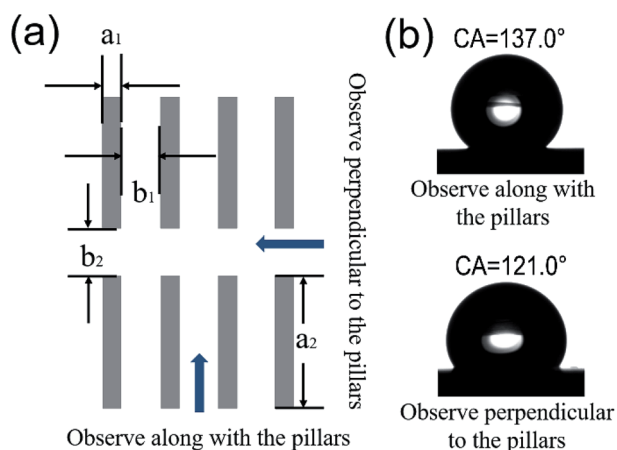 (a)
a1
b1
b2
a2
Observe perpendicular to the pillars
Observe along with the pillars
(b)
CA=137.0°
Observe along with
the pillars
CA=121.0°
Observe perpendicular
to the pillars